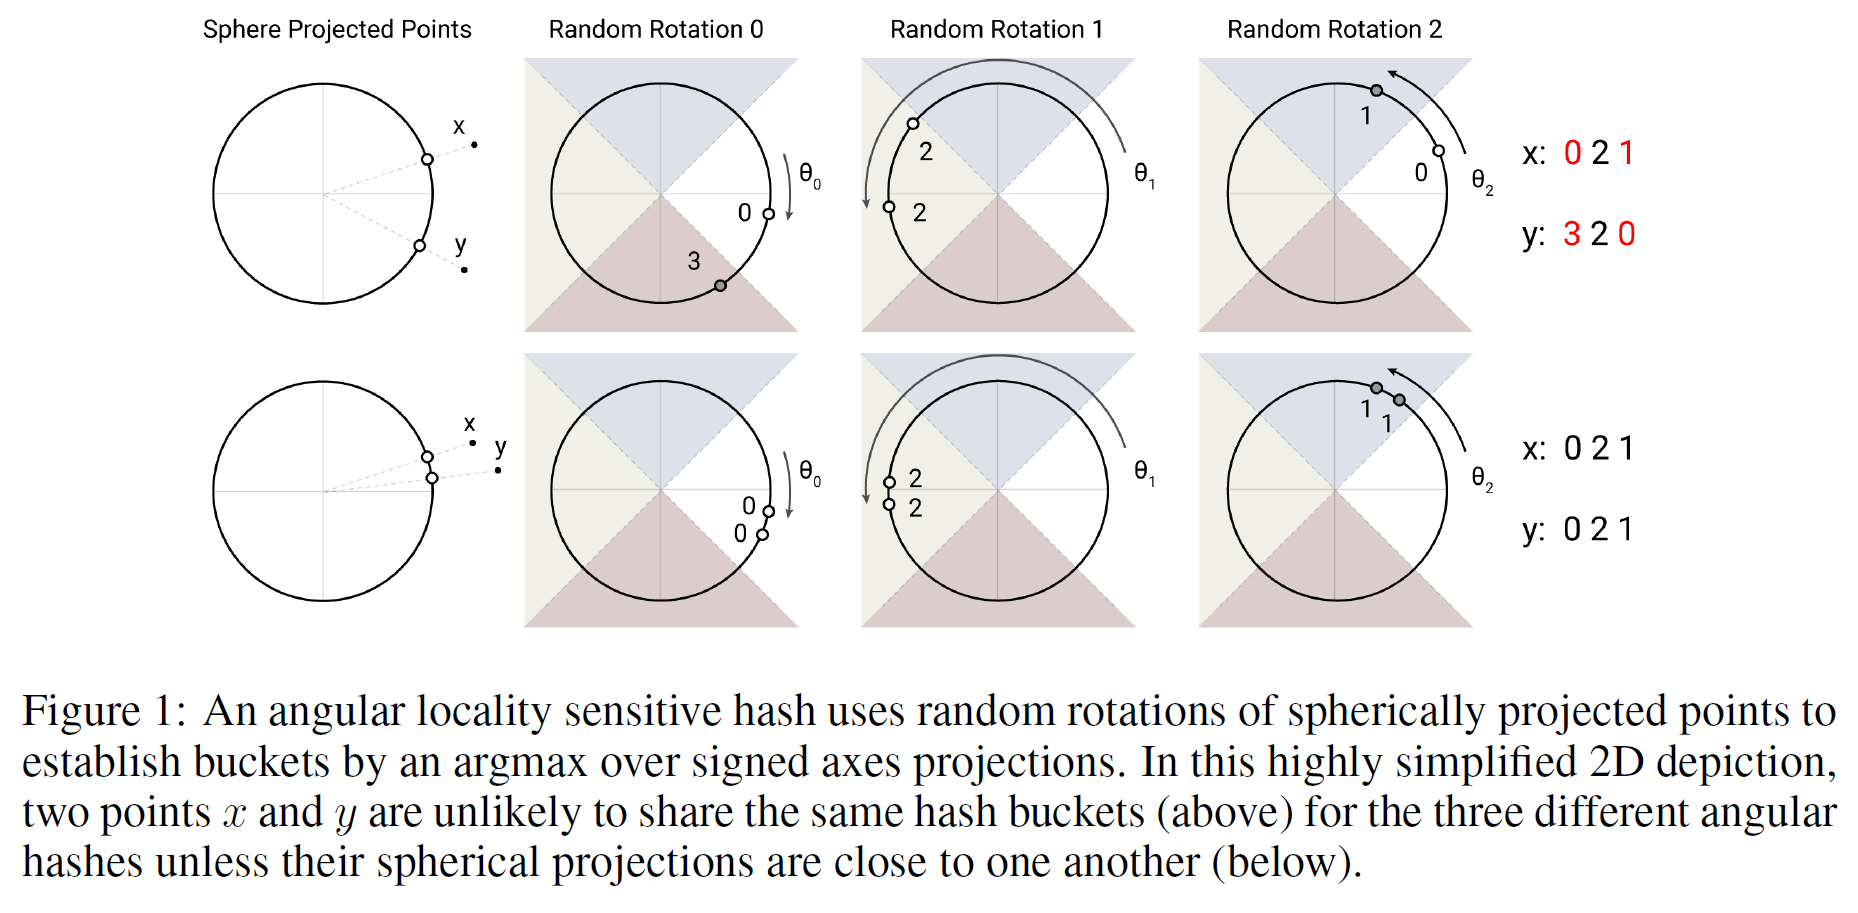 Sphere Projected Points
Random Rotation 0
Random Rotation 1
Random Rotation 2
x
y
0
3
θ0
2
2
θ1
1
0
θ2
x: 0 2 1
y: 3 2 0
x
y
0
0
θ0
2
2
θ1
1
1
θ2
x: 0 2 1
y: 0 2 1
Figure 1: An angular locality sensitive hash uses random rotations of spherically projected points to
establish buckets by an argmax over signed axes projections. In this highly simplified 2D depiction,
two points x and y are unlikely to share the same hash buckets (above) for the three different angular
hashes unless their spherical projections are close to one another (below).